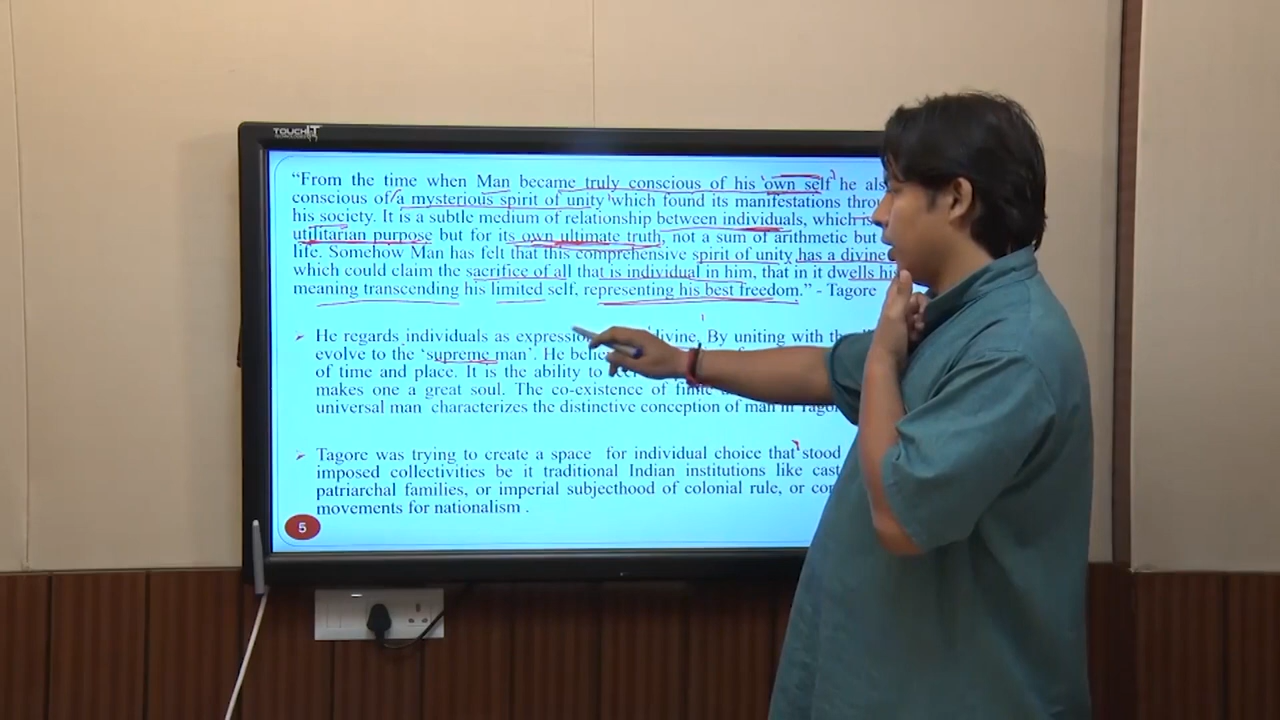 TOUCHIT
“From the time when Man became truly conscious of his ‘own self’ he
conscious of ‘a mysterious spirit of unity’ which found its manifestations
his society. It is a subtle medium of relationship between individuals, which is
utilitarian purpose but for its own ultimate truth, not a sum of arithmetic but
life. Somehow Man has felt that this comprehensive spirit of unity has a divine
which could claim the sacrifice of all that is individual in him, that in it dwells his
meaning transcending his limited self, representing his best freedom.” - Tagore
He regards individuals as divine. By uniting with the
evolve to the ‘supreme man’. He
of time and place. It is the ability to
makes one a great soul. The co-existence of finite
universal man characterizes the distinctive conception of man in
Tagore was trying to create a space for individual choice that stood
imposed collectivities be it traditional Indian institutions like
patriarchal families, or imperial subjecthood of colonial rule, or
movements for nationalism .
5